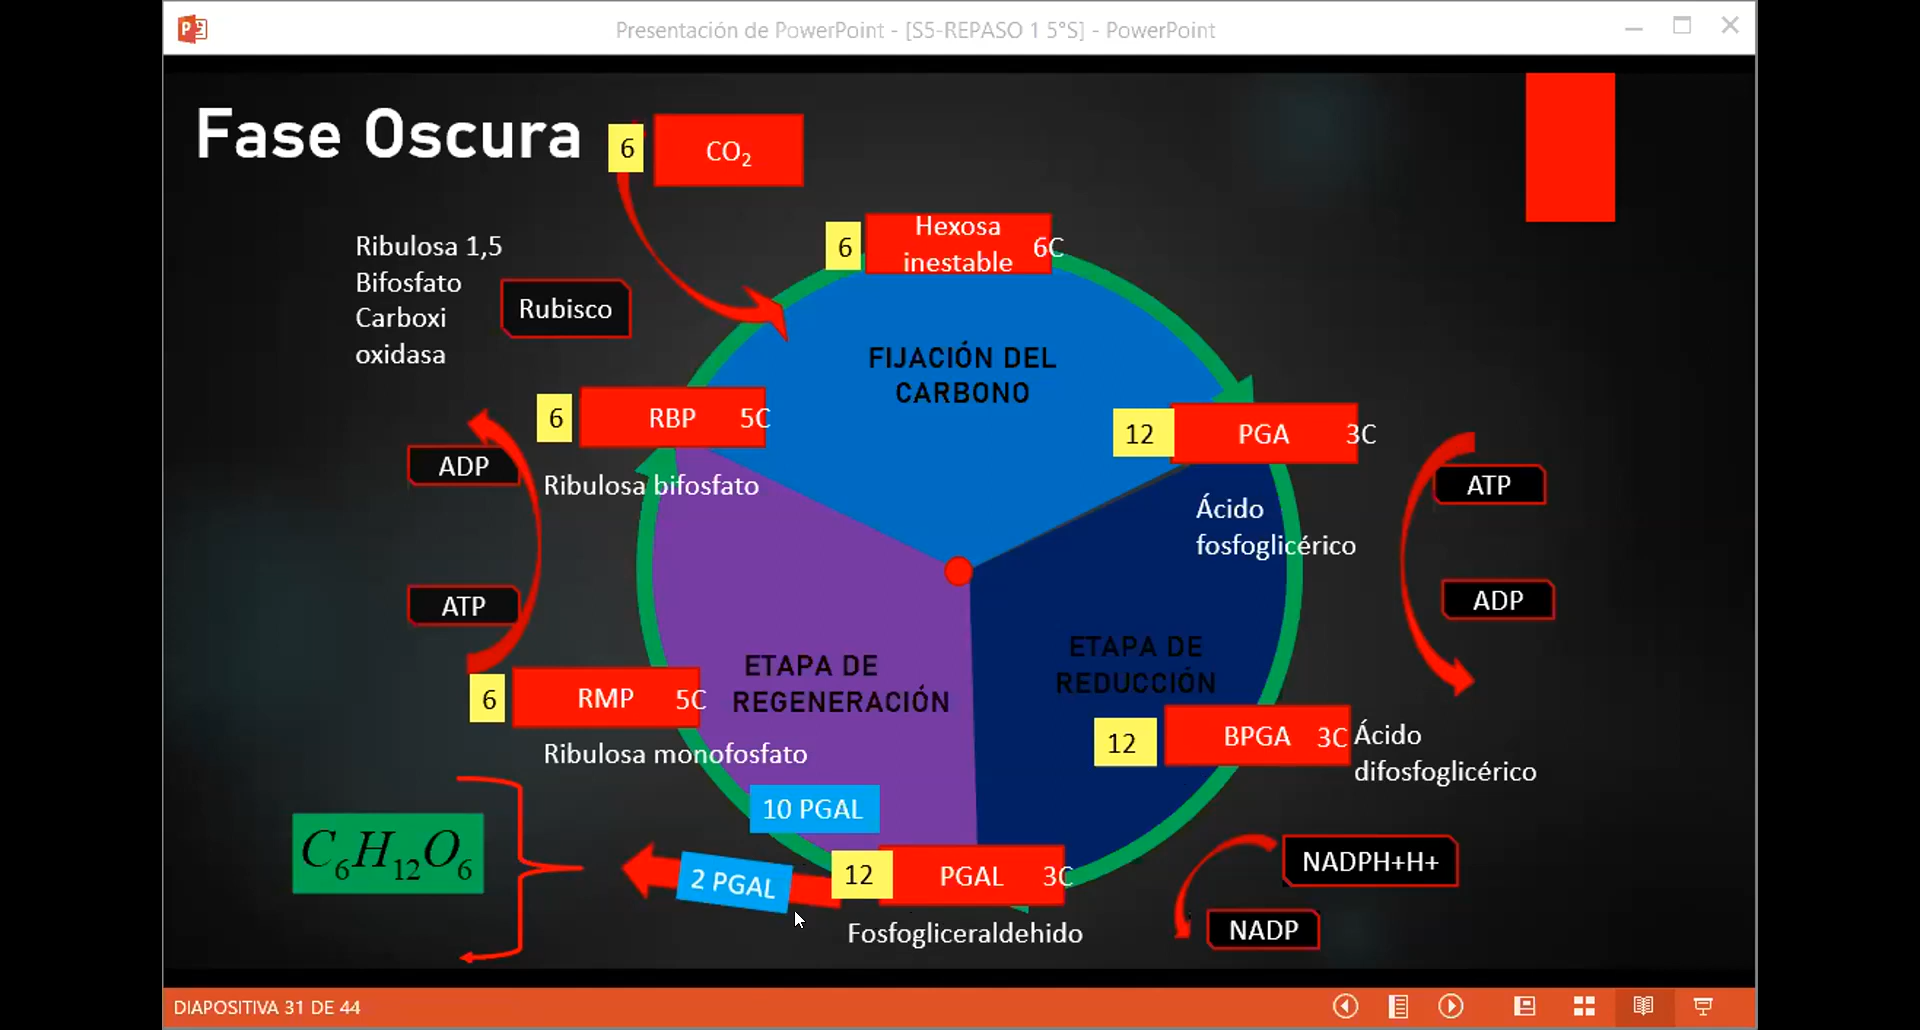 Presentación de PowerPoint - [S5-REPASO 1 5°S] - PowerPoint
Fase Oscura
6
CO₂
6
Hexosa
inestable
6C
Ribulosa 1,5
Bifosfato
Carboxi
oxidasa
Rubisco
FIJACIÓN DEL
CARBONO
6
RBP
5C
12
PGA
3C
ADP
Ribulosa bifosfato
ATP
Ácido
fosfoglicérico
ATP
ADP
ETAPA DE
REGENERACIÓN
ETAPA DE
REDUCCIÓN
6
RMP
5C
Ribulosa monofosfato
12
BPGA
3C
Ácido
difosfoglicérico
10 PGAL
C₆H₁₂O₆
2 PGAL
12
PGAL
3C
Fosfogliceraldehido
NADPH+H+
NADP
DIAPOSITIVA 31 DE 44